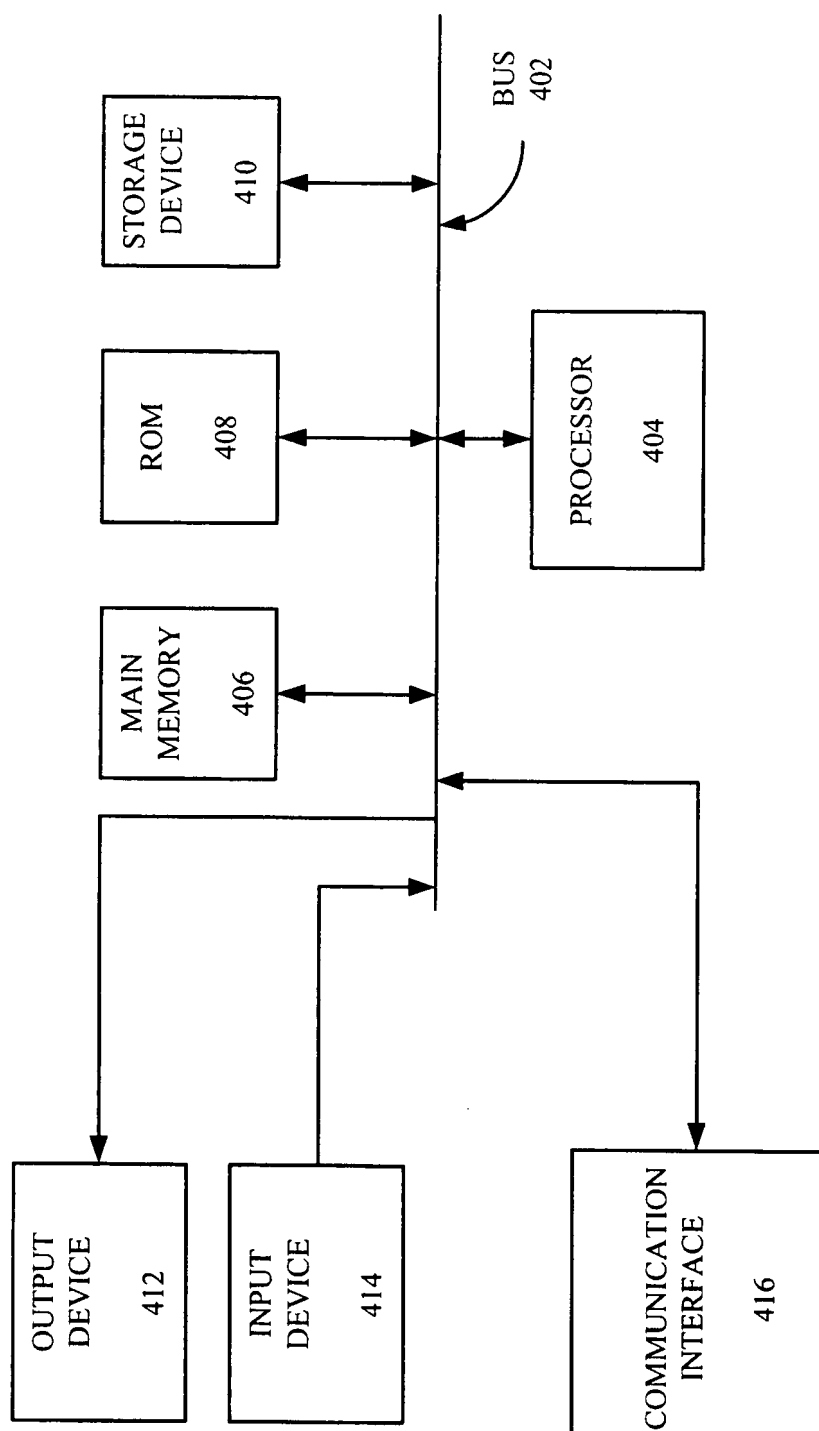 OUTPUT
DEVICE
412
INPUT
DEVICE
414
COMMUNICATION
INTERFACE
416
MAIN
MEMORY
406
ROM
408
STORAGE
DEVICE
410
PROCESSOR
404
BUS
402